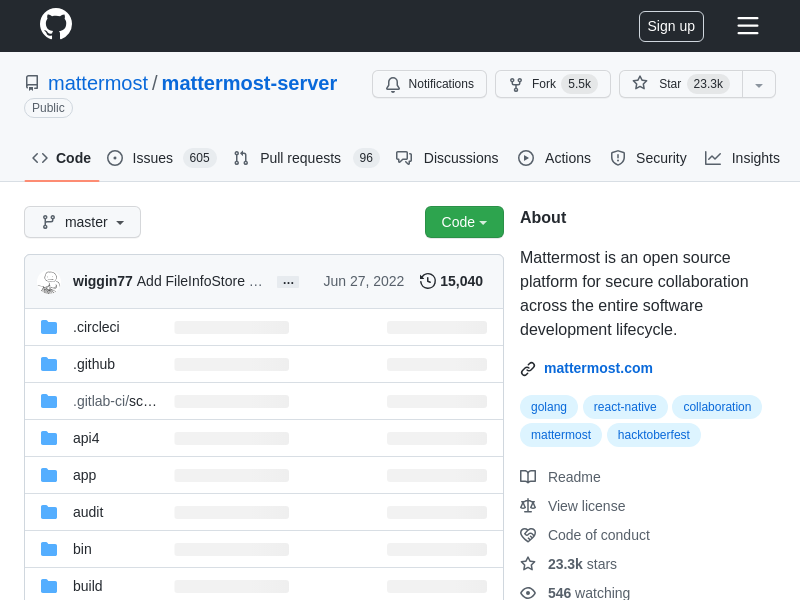 Sign up
mattermost / mattermost-server
Public
Notifications
Fork 5.5k
Star 23.3k
Code
Issues 605
Pull requests 96
Discussions
Actions
Security
Insights
master
Code
wiggin77 Add FileInfoStore … ... Jun 27, 2022 15,040
.circleci
.github
.gitlab-ci/sc…
api4
app
audit
bin
build
About
Mattermost is an open source
platform for secure collaboration
across the entire software
development lifecycle.
mattermost.com
golang react-native collaboration
mattermost hacktoberfest
Readme
View license
Code of conduct
23.3k stars
546 watching